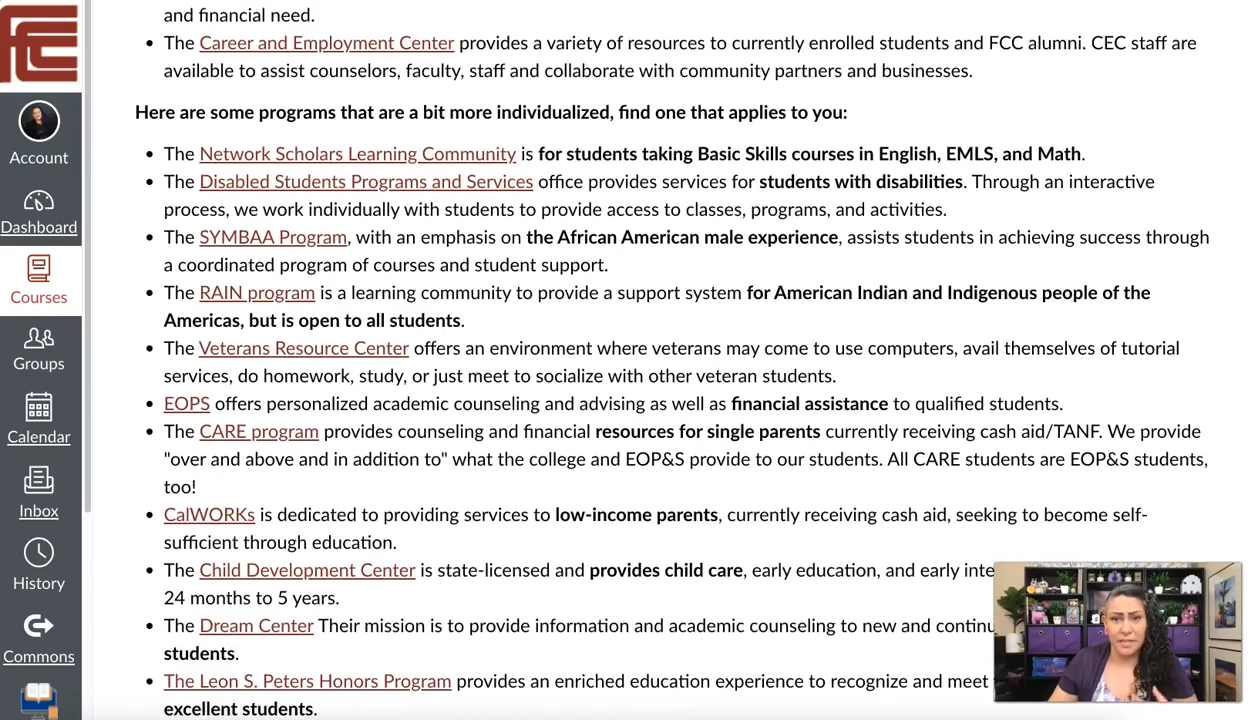 and financial need.
The Career and Employment Center provides a variety of resources to currently enrolled students and FCC alumni. CEC staff are
available to assist counselors, faculty, staff and collaborate with community partners and businesses.
Here are some programs that are a bit more individualized, find one that applies to you:
The Network Scholars Learning Community is for students taking Basic Skills courses in English, EMLS, and Math.
The Disabled Students Programs and Services office provides services for students with disabilities. Through an interactive
process, we work individually with students to provide access to classes, programs, and activities.
The SYMBAA Program, with an emphasis on the African American male experience, assists students in achieving success through
a coordinated program of courses and student support.
The RAIN program is a learning community to provide a support system for American Indian and Indigenous people of the
Americas, but is open to all students.
The Veterans Resource Center offers an environment where veterans may come to use computers, avail themselves of tutorial
services, do homework, study, or just meet to socialize with other veteran students.
EOPS offers personalized academic counseling and advising as well as financial assistance to qualified students.
The CARE program provides counseling and financial resources for single parents currently receiving cash aid/TANF. We provide
"over and above and in addition to" what the college and EOP&S provide to our students. All CARE students are EOP&S students,
too!
CalWORKs is dedicated to providing services to low-income parents, currently receiving cash aid, seeking to become self-
sufficient through education.
The Child Development Center is state-licensed and provides child care, early education, and early inte
24 months to 5 years.
The Dream Center Their mission is to provide information and academic counseling to new and continu
students.
The Leon S. Peters Honors Program provides an enriched education experience to recognize and meet
excellent students.
FCC
Account
Dashboard
Courses
Groups
Calendar
Inbox
History
Commons